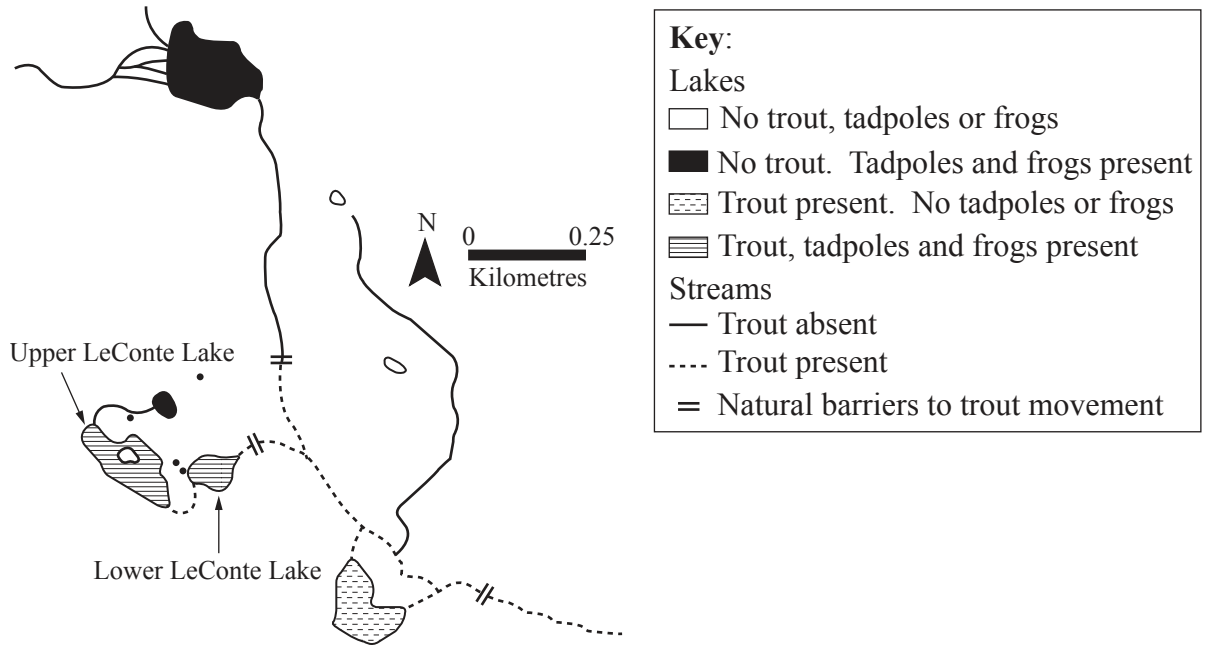 Key:
Lakes
No trout, tadpoles or frogs
No trout. Tadpoles and frogs present
Trout present. No tadpoles or frogs
Trout, tadpoles and frogs present
Streams
Trout absent
Trout present
Natural barriers to trout movement
N
0 0.25
Kilometres
Upper LeConte Lake
Lower LeConte Lake